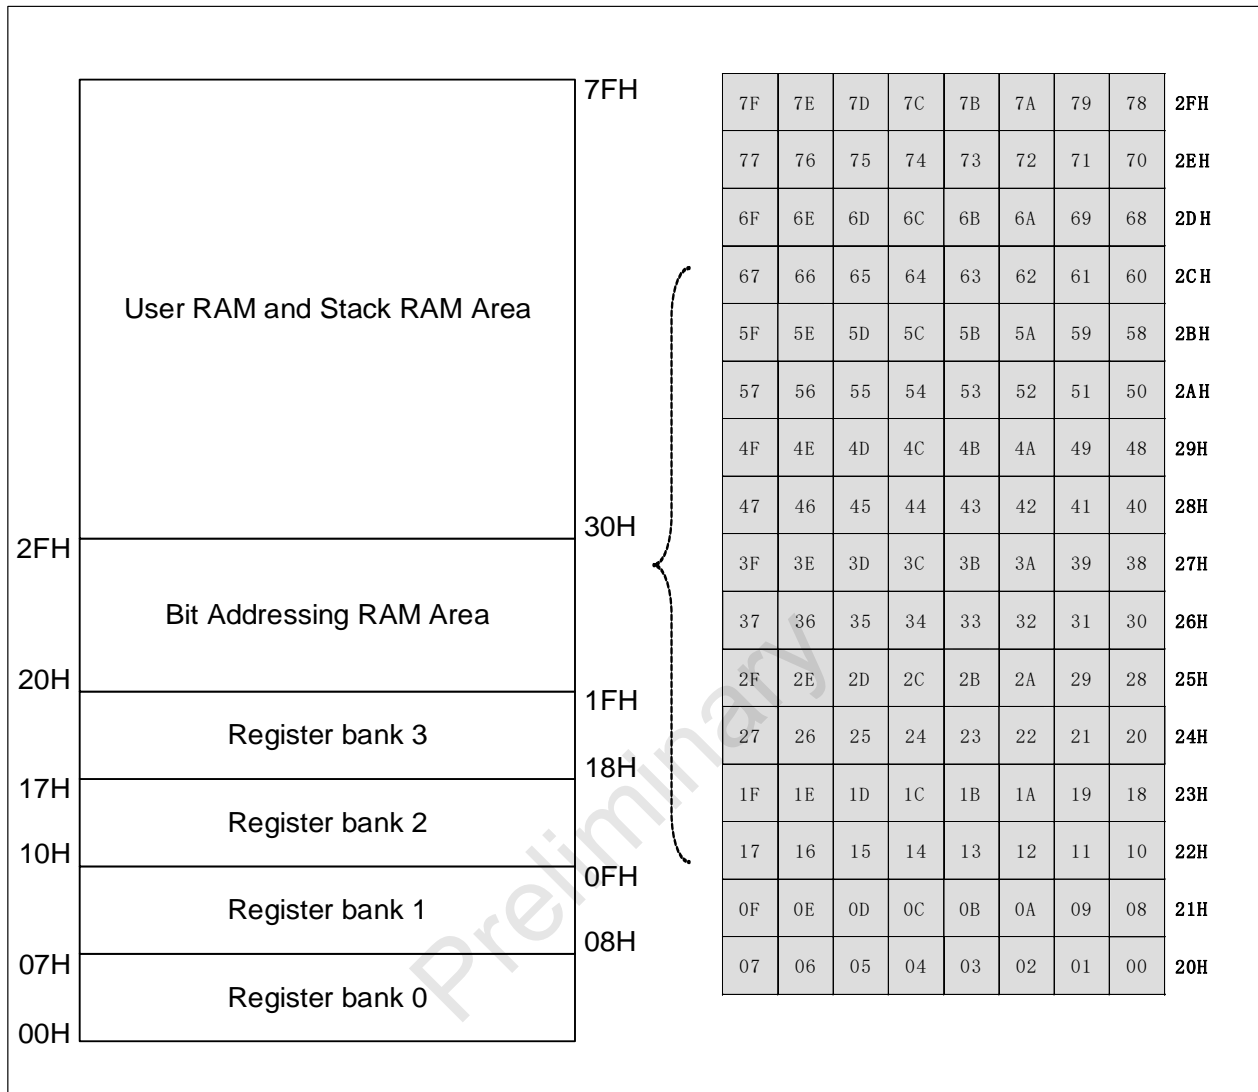 7FH
User RAM and Stack RAM Area
30H
2FH
Bit Addressing RAM Area
20H
1FH
Register bank 3
18H
17H
Register bank 2
10H
0FH
Register bank 1
08H
07H
Register bank 0
00H
7F 7E 7D 7C 7B 7A 79 78 2FH
77 76 75 74 73 72 71 70 2EH
6F 6E 6D 6C 6B 6A 69 68 2DH
67 66 65 64 63 62 61 60 2CH
5F 5E 5D 5C 5B 5A 59 58 2BH
57 56 55 54 53 52 51 50 2AH
4F 4E 4D 4C 4B 4A 49 48 29H
47 46 45 44 43 42 41 40 28H
3F 3E 3D 3C 3B 3A 39 38 27H
37 36 35 34 33 32 31 30 26H
2F 2E 2D 2C 2B 2A 29 28 25H
27 26 25 24 23 22 21 20 24H
1F 1E 1D 1C 1B 1A 19 18 23H
17 16 15 14 13 12 11 10 22H
0F 0E 0D 0C 0B 0A 09 08 21H
07 06 05 04 03 02 01 00 20H
Preliminary